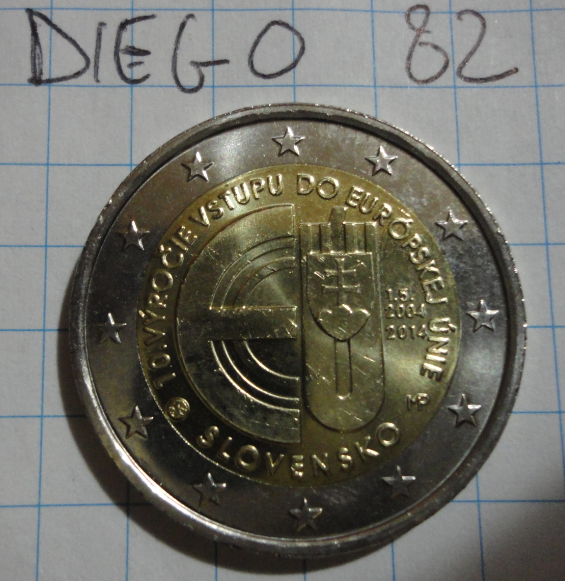 DIEGO 82
10. VÝROČIE VSTUPU DO EURÓPSKEJ ÚNIE
1.5.
2004
2014
MP
SLOVENSKO